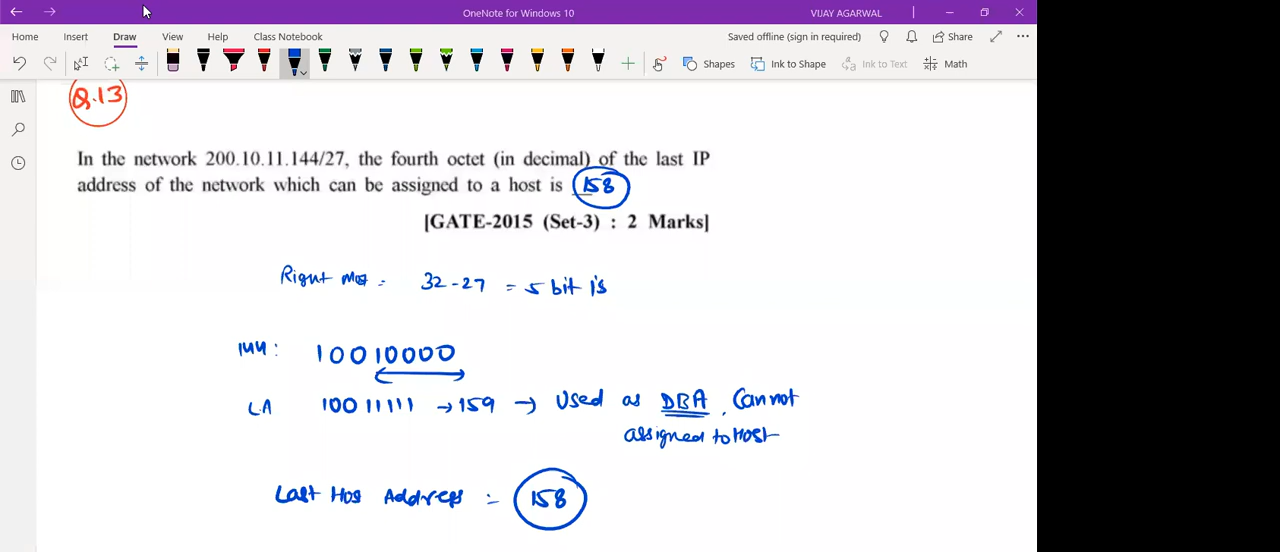 OneNote for Windows 10
VIJAY AGARWAL
Home Insert Draw View Help Class Notebook
Saved offline (sign in required) Share
Shapes Ink to Shape Ink to Text Math
Q.13
In the network 200.10.11.144/27, the fourth octet (in decimal) of the last IP
address of the network which can be assigned to a host is 158
[GATE-2015 (Set-3) : 2 Marks]
Right Most = 32-27 = 5 bit is
144: 10010000
LA 10011111 → 159 → Used as DBA, Cannot
assigned to Host
Last Hos Address = 158